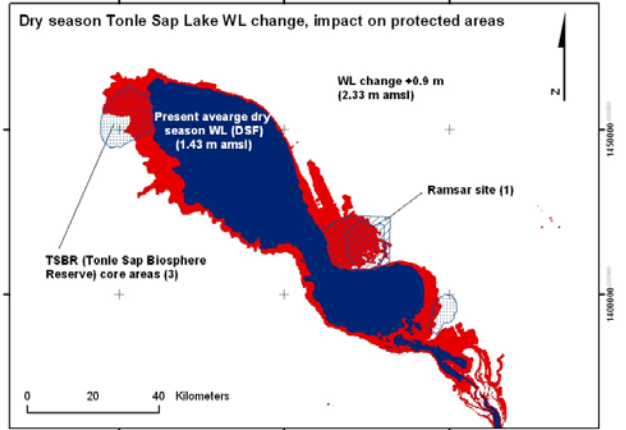 Dry season Tonle Sap Lake WL change, impact on protected areas
WL change +0.9 m
(2.33 m amsl)
N
Present avearge dry
season WL (DSF)
(1.43 m amsl)
1450000
Ramsar site (1)
TSBR (Tonle Sap Biosphere
Reserve) core areas (3)
1400000
0 20 40 Kilometers